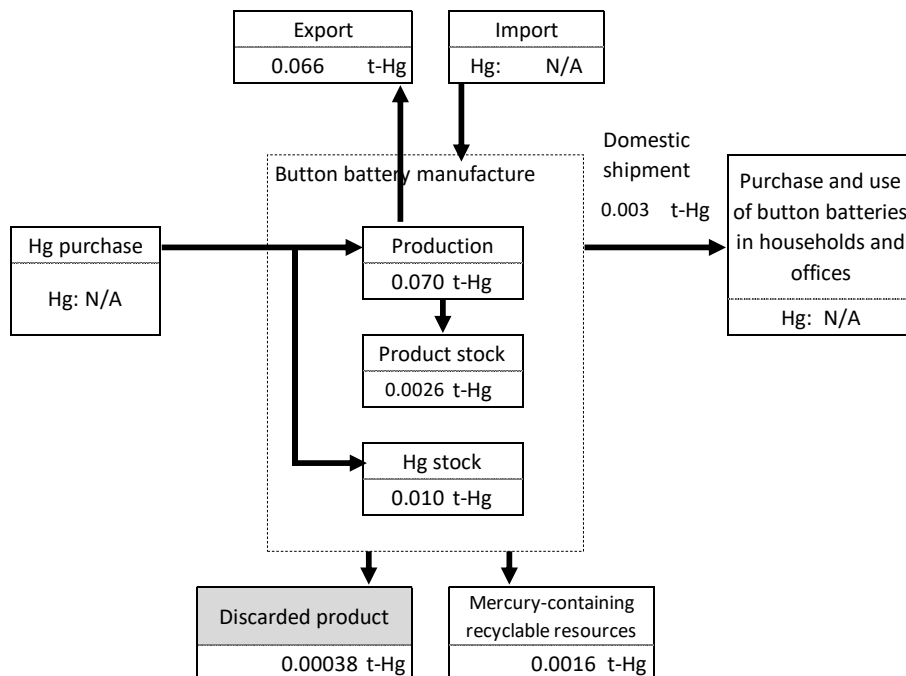 Export
0.066 t-Hg
Import
Hg: N/A
Button battery manufacture
Domestic
shipment
0.003 t-Hg
Purchase and use
of button batteries
in households and
offices
Hg: N/A
Hg purchase
Hg: N/A
Production
0.070 t-Hg
Product stock
0.0026 t-Hg
Hg stock
0.010 t-Hg
Discarded product
0.00038 t-Hg
Mercury-containing
recyclable resources
0.0016 t-Hg